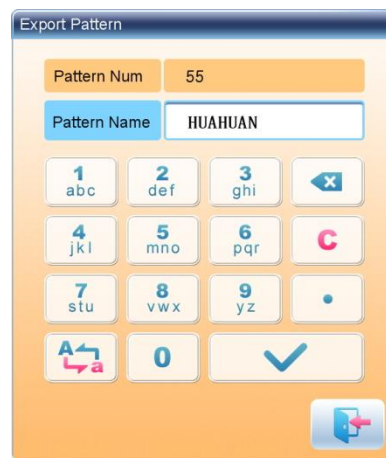 Export Pattern
Pattern Num 55
Pattern Name HUAHUAN
1 2 3
abc def ghi
4 5 6 C
jkl mno pqr
7 8 9 .
stu vwx yz
A a 0